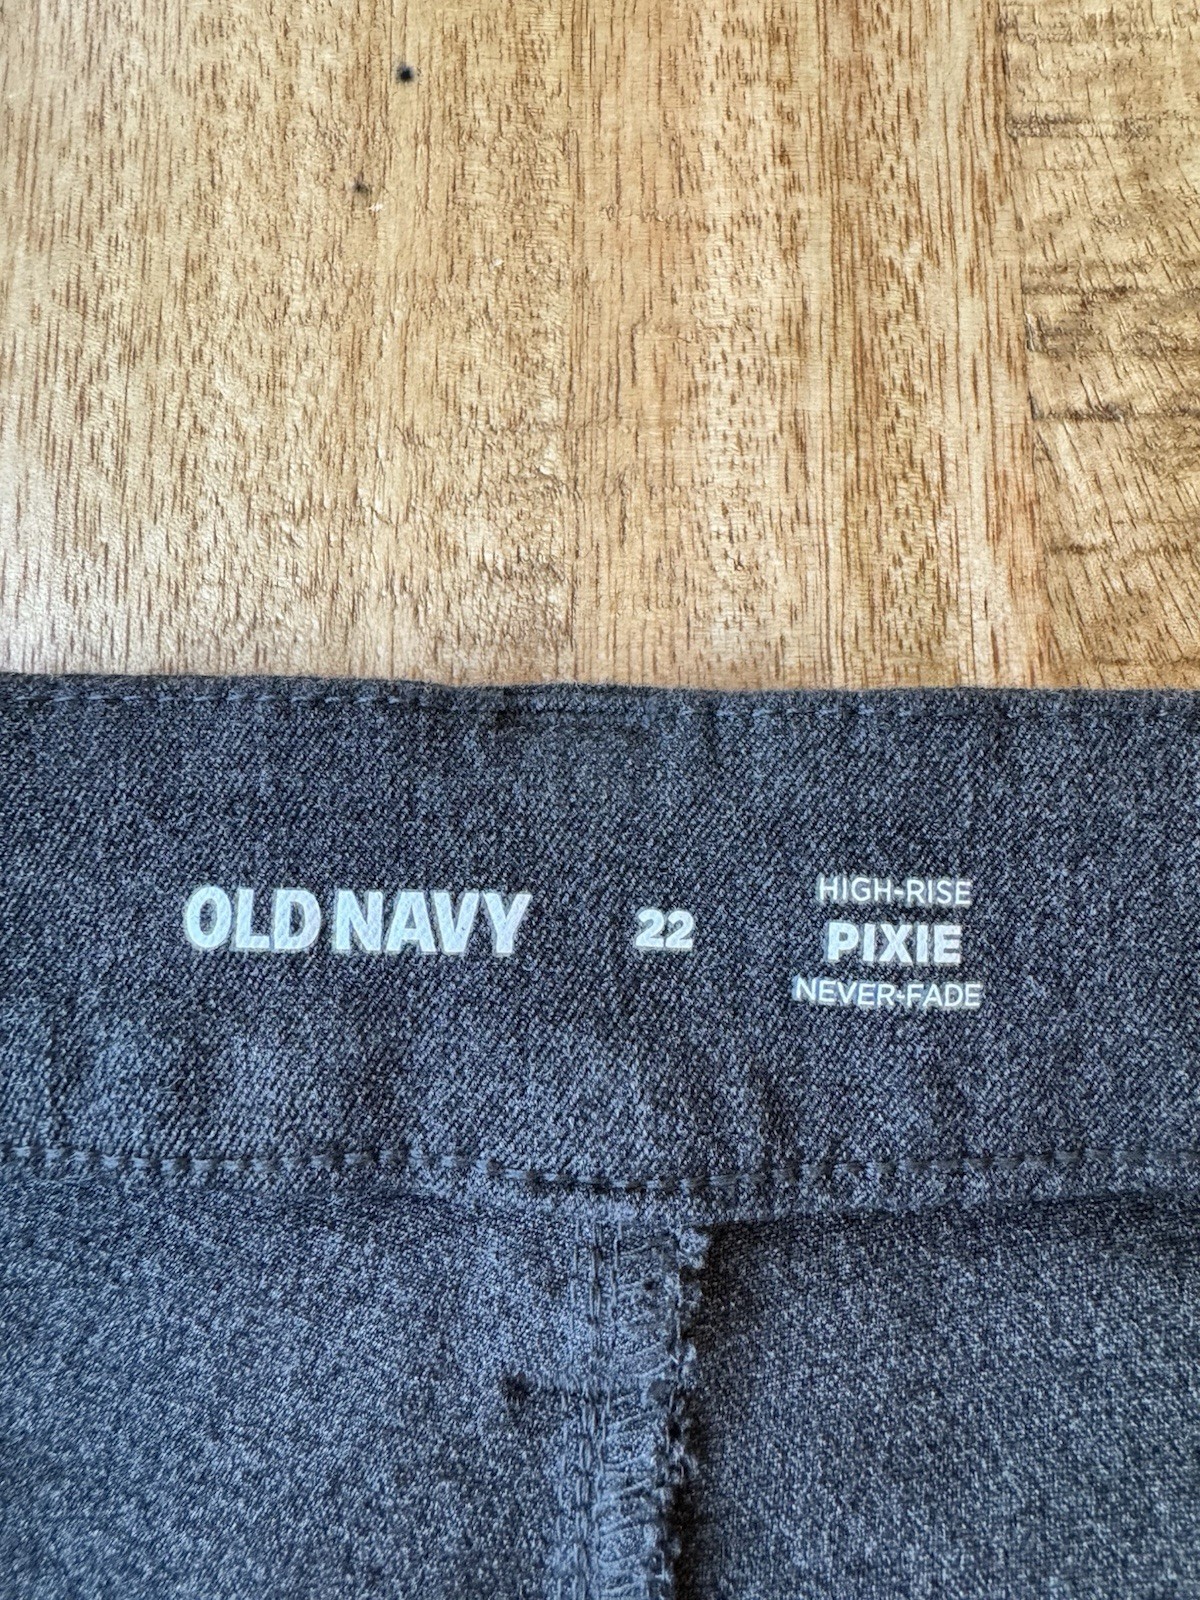 OLD NAVY
22
HIGH-RISE
PIXIE
NEVER-FADE